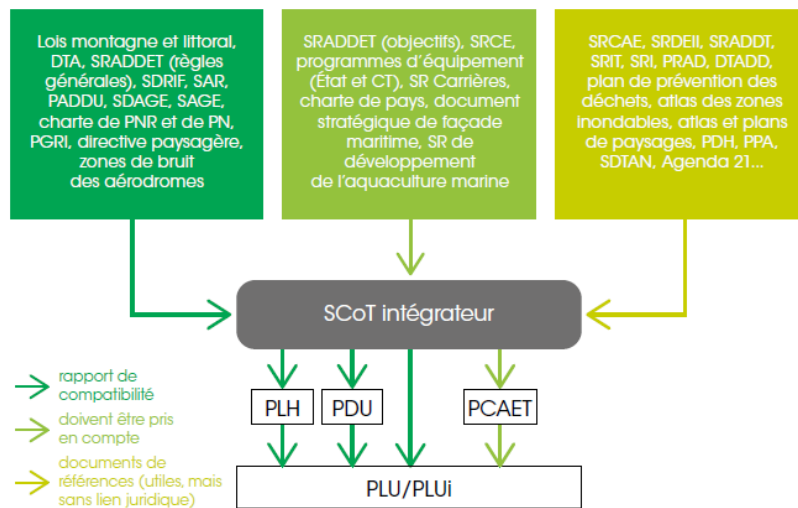 Lois montagne et littoral,
DTA, SRADDET (règles
générales), SDRIF, SAR,
PADDU, SDAGE, SAGE,
charte de PNR et de PN,
PGRI, directive paysagère,
zones de bruit
des aérodromes
SRADDET (objectifs), SRCE,
programmes d'équipement
(État et CT), SR Carrières,
charte de pays, document
stratégique de façade
maritime, SR de
développement
de l'aquaculture marine
SRCAE, SRDEII, SRADDT,
SRIT, SRI, PRAD, DTADD,
plan de prévention des
déchets, atlas des zones
inondables, atlas et plans
de paysages, PDH, PPA,
SDTAN, Agenda 21...
SCoT intégrateur
rapport de
compatibilité
doivent être pris
en compte
documents de
références (utiles, mais
sans lien juridique)
PLH
PDU
PCAET
PLU/PLUi